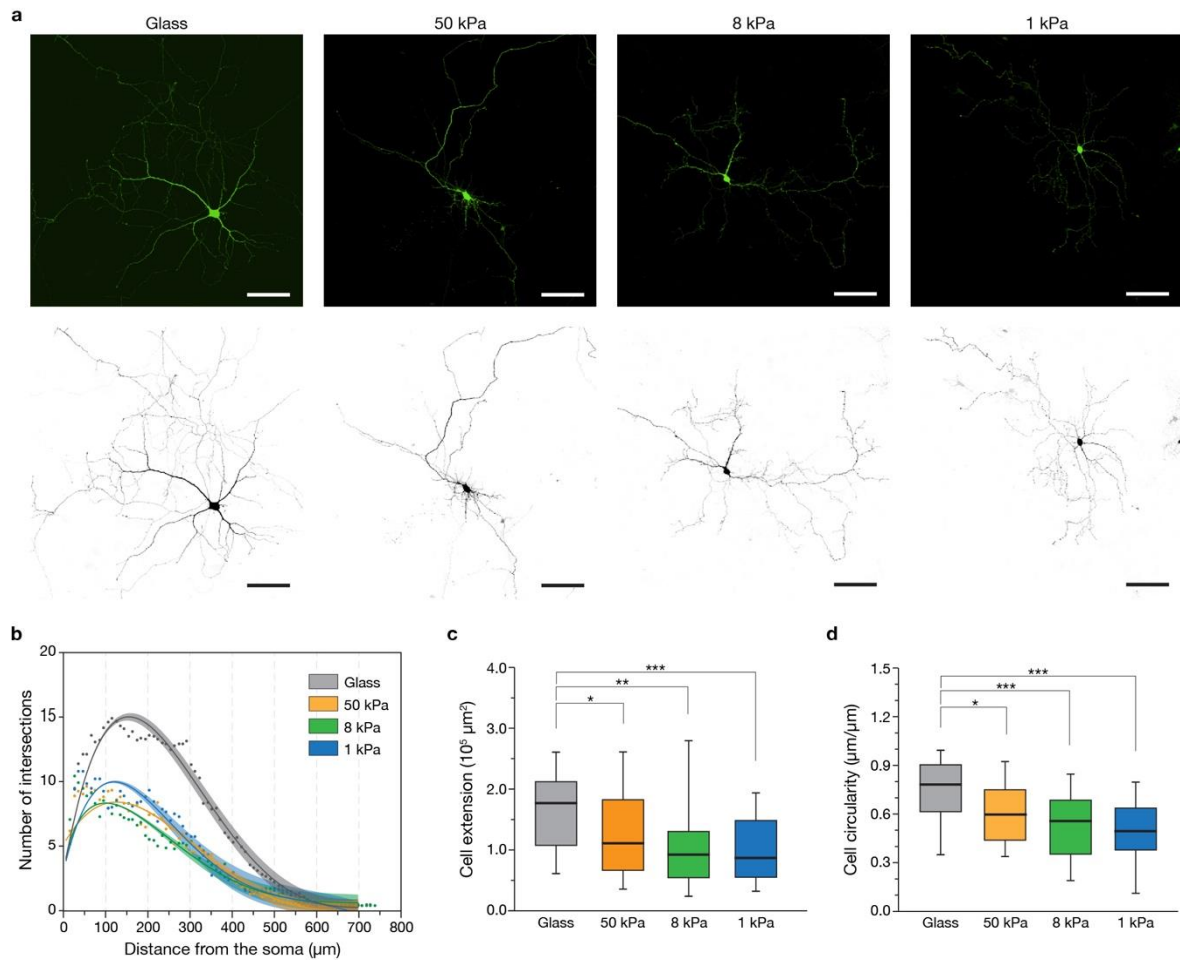 a
Glass 50 kPa 8 kPa 1 kPa
b
Number of intersections
20
15
10
5
0
0 100 200 300 400 500 600 700 800
Distance from the soma (µm)
Glass
50 kPa
8 kPa
1 kPa
c
Cell extension (10⁵ µm²)
4.0
3.0
2.0
1.0
0.0
***
**
*
Glass 50 kPa 8 kPa 1 kPa
d
Cell circularity (µm/µm)
1.5
1.2
0.9
0.6
0.3
0.0
***
***
*
Glass 50 kPa 8 kPa 1 kPa